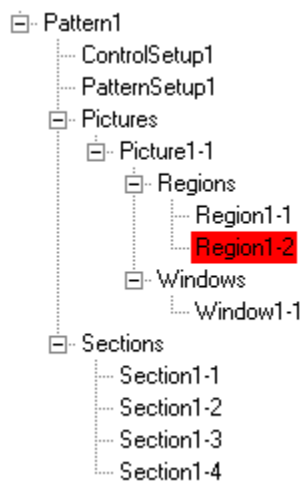 Pattern1
ControlSetup1
PatternSetup1
Pictures
Picture1-1
Regions
Region1-1
Region1-2
Windows
Window1-1
Sections
Section1-1
Section1-2
Section1-3
Section1-4